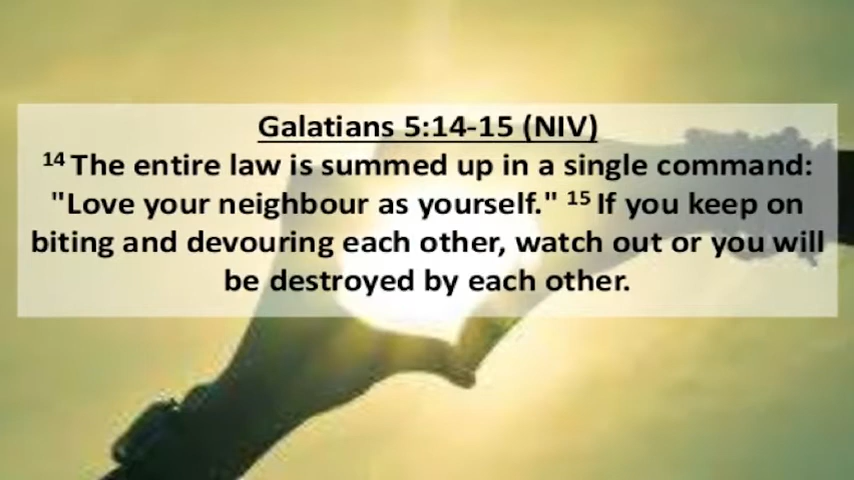 Galatians 5:14-15 (NIV)
14 The entire law is summed up in a single command:
"Love your neighbour as yourself." 15 If you keep on
biting and devouring each other, watch out or you will
be destroyed by each other.